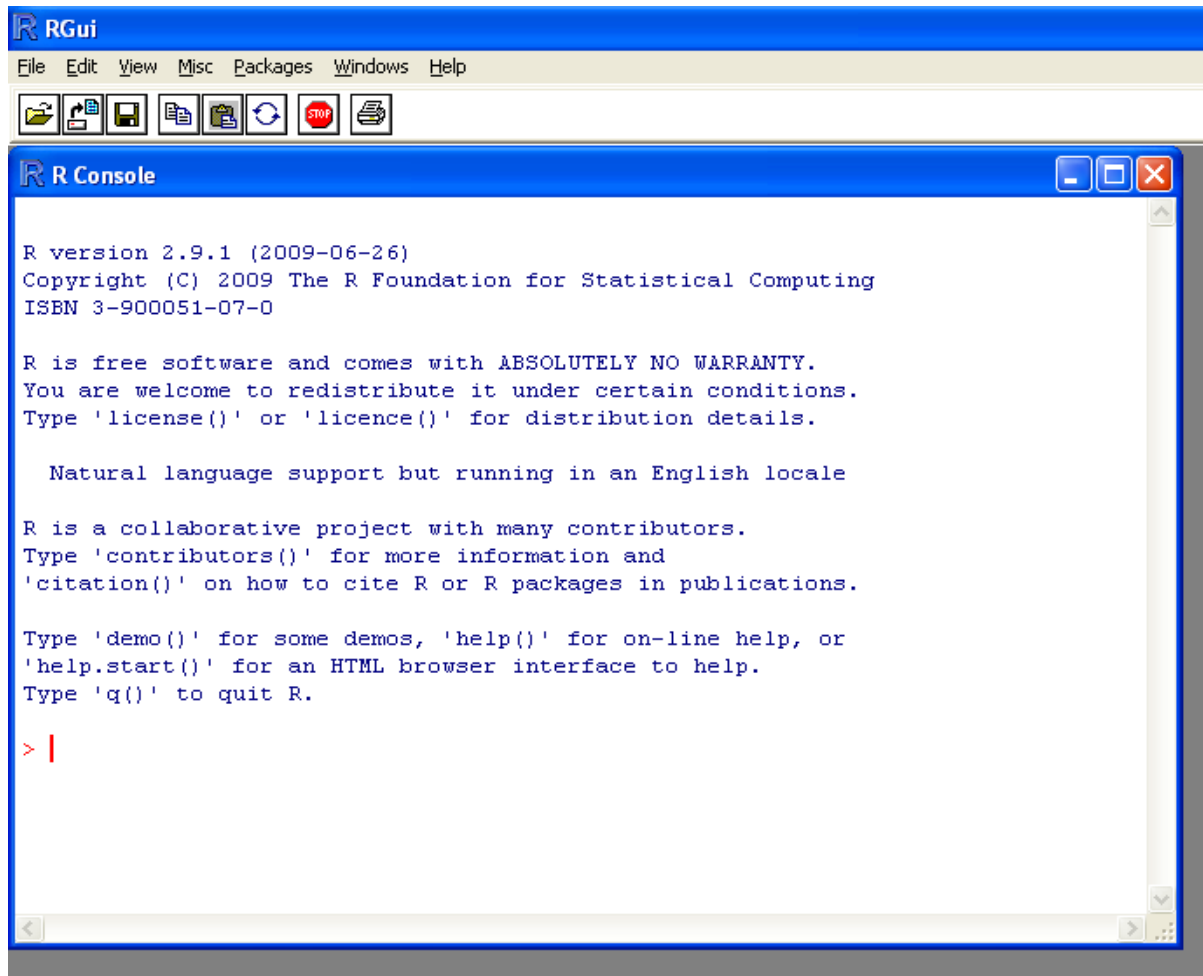 RGui
File Edit View Misc Packages Windows Help
STOP
R Console
R version 2.9.1 (2009-06-26)
Copyright (C) 2009 The R Foundation for Statistical Computing
ISBN 3-900051-07-0
R is free software and comes with ABSOLUTELY NO WARRANTY.
You are welcome to redistribute it under certain conditions.
Type 'license()' or 'licence()' for distribution details.
Natural language support but running in an English locale
R is a collaborative project with many contributors.
Type 'contributors()' for more information and
'citation()' on how to cite R or R packages in publications.
Type 'demo()' for some demos, 'help()' for on-line help, or
'help.start()' for an HTML browser interface to help.
Type 'q()' to quit R.
>